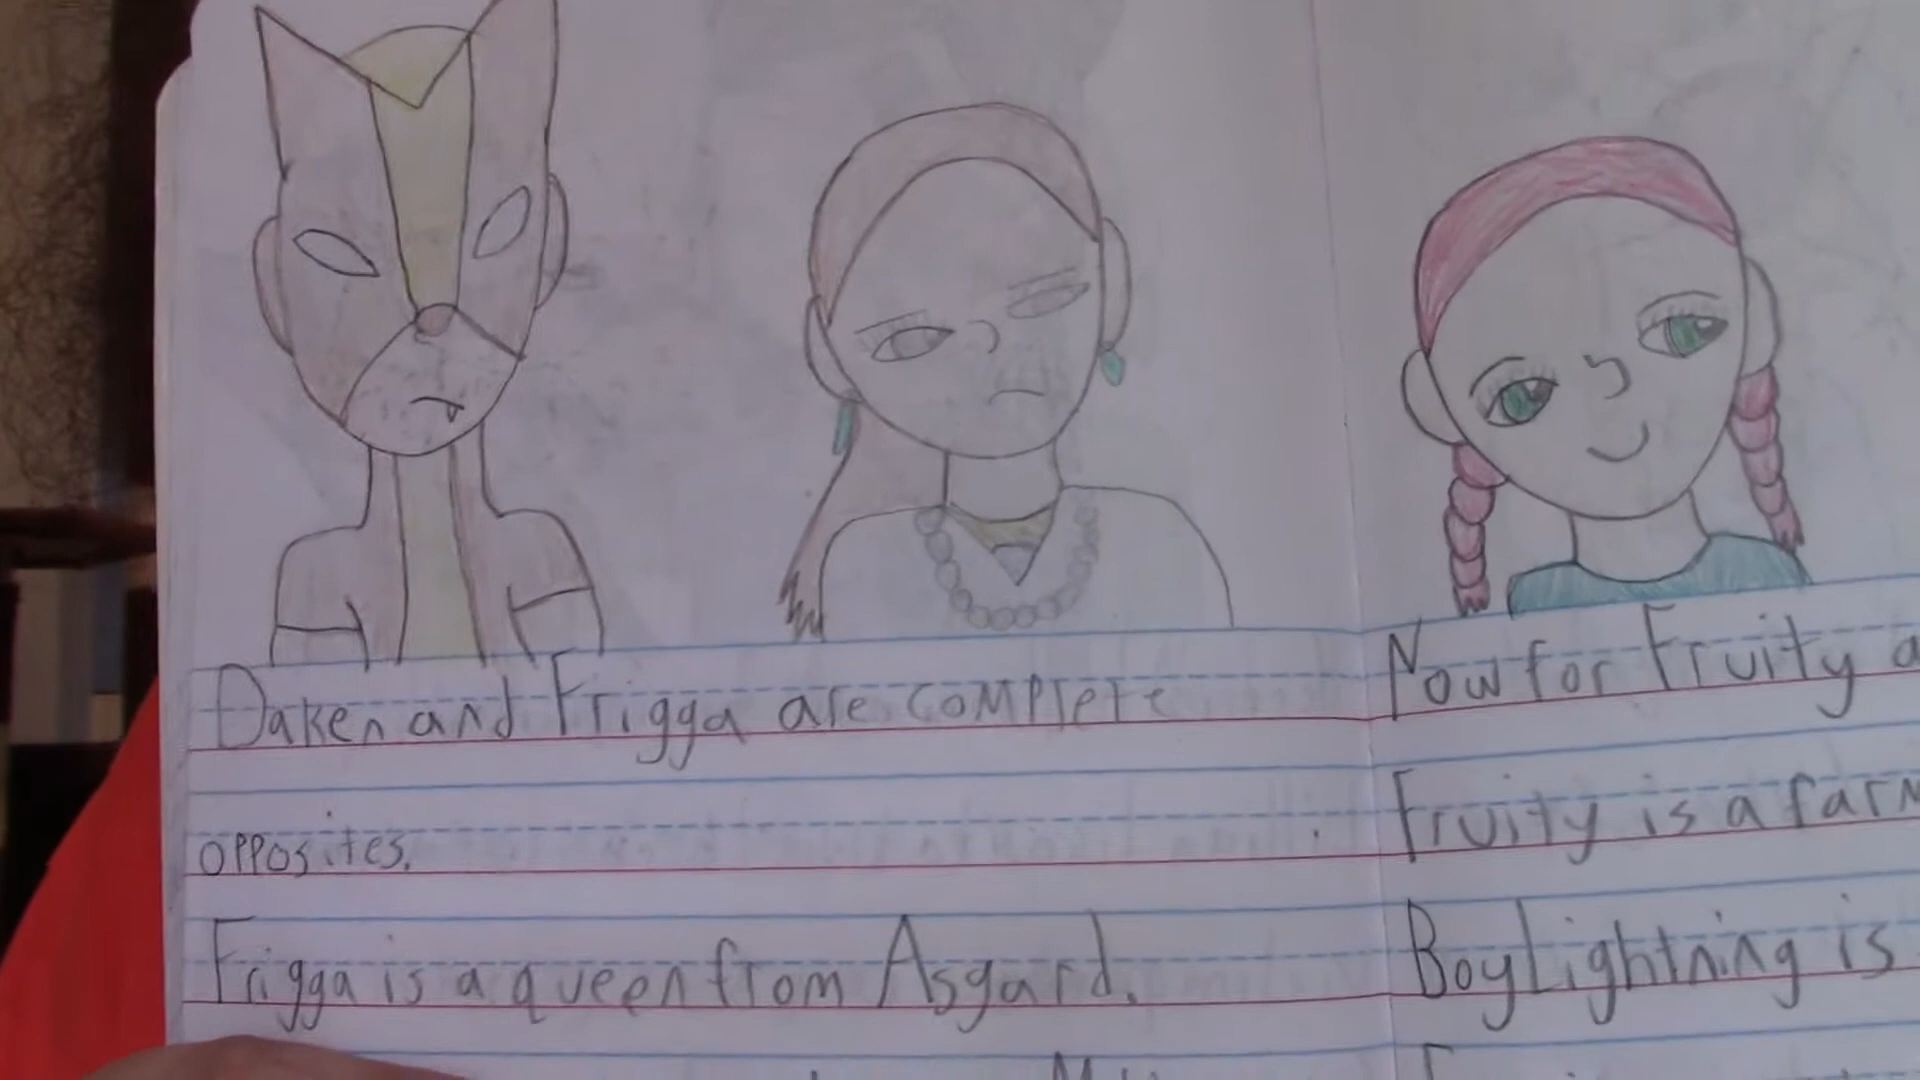 Daken and Frigga are complete
opposites.
Frigga is a queen from Asgard.
Now for Fruity
Fruity is a
BoyLightning is